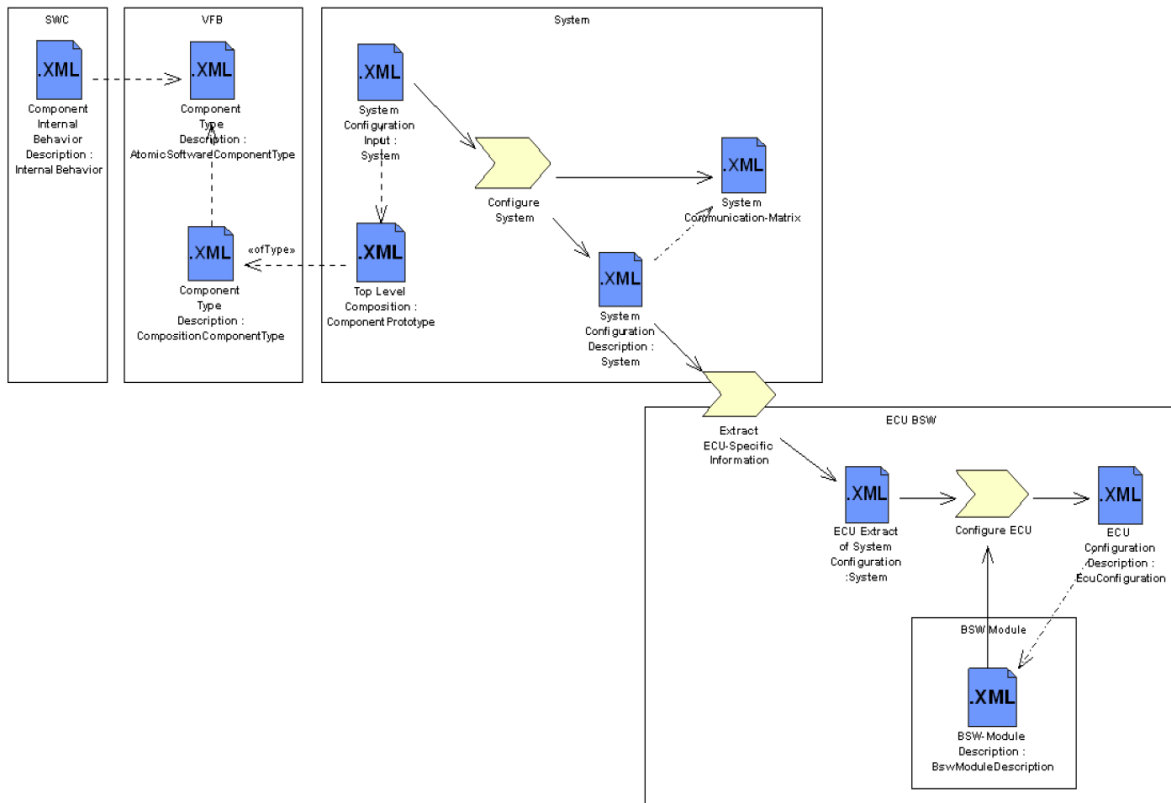 SWC
VFB
System
.XML
Component
Internal
Behavior
Description :
Internal Behavior
.XML
Component
Type
Description :
AtomicSoftwareComponentType
.XML
System
Configuration
Input :
System
Configure
System
.XML
System
Communication-Matrix
.XML
Component
Type
Description :
CompositionComponentType
«ofType»
.XML
Top Level
Composition :
ComponentPrototype
.XML
System
Configuration
Description :
System
Extract
ECU-Specific
Information
ECU BSW
.XML
ECU Extract
of System
Configuration
:System
Configure ECU
.XML
ECU
Configuration
Description :
EcuConfiguration
BSW Module
.XML
BSW-Module
Description :
BswModuleDescription